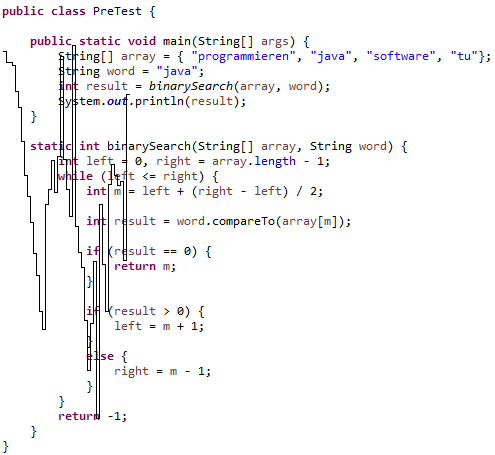 public class PreTest {
public static void main(String[] args) {
String[] array = { "programmieren", "java", "software", "tu"};
String word = "java";
int result = binarySearch(array, word);
System.out.println(result);
}
static int binarySearch(String[] array, String word) {
int left = 0, right = array.length - 1;
while (left <= right) {
int m = left + (right - left) / 2;
int result = word.compareTo(array[m]);
if (result == 0) {
return m;
}
if (result > 0) {
left = m + 1;
}
else {
right = m - 1;
}
}
return -1;
}
}